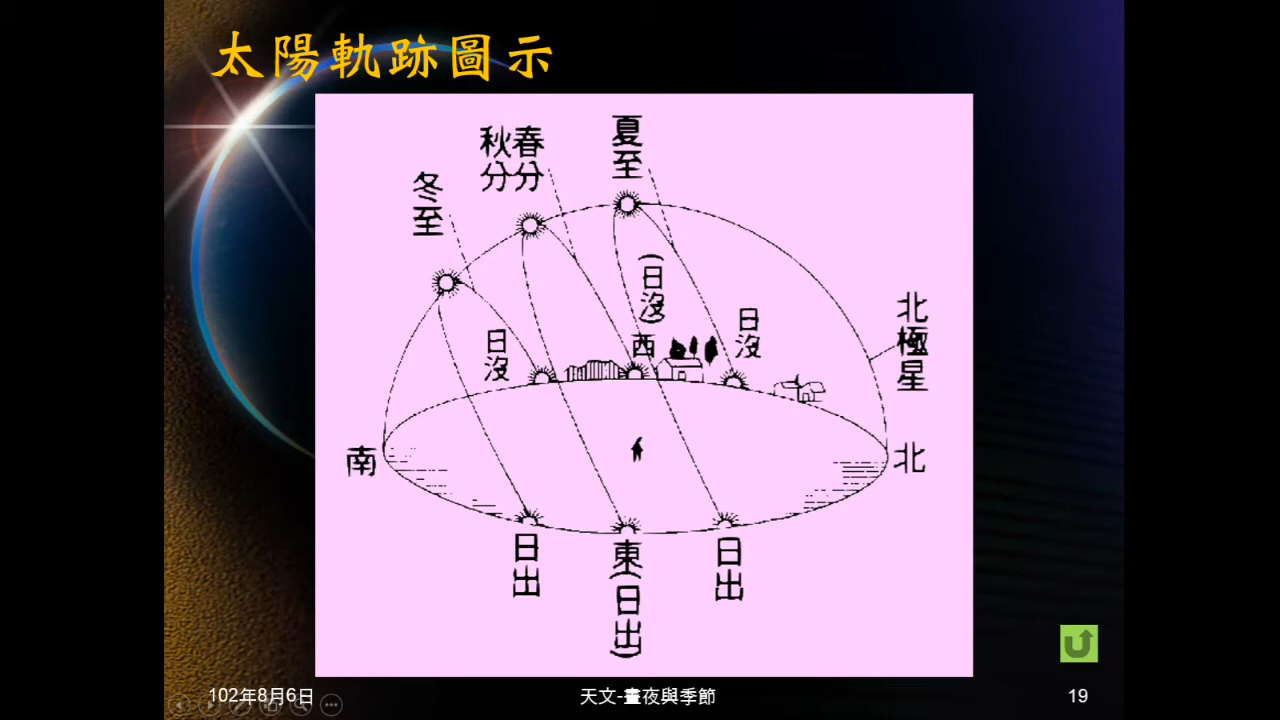 太陽軌跡圖示
冬至
秋分
春分
夏至
日沒
(日沒)
西
日沒
北極星
南
北
日出
東(日出)
日出
102年8月6日
天文-晝夜與季節
19